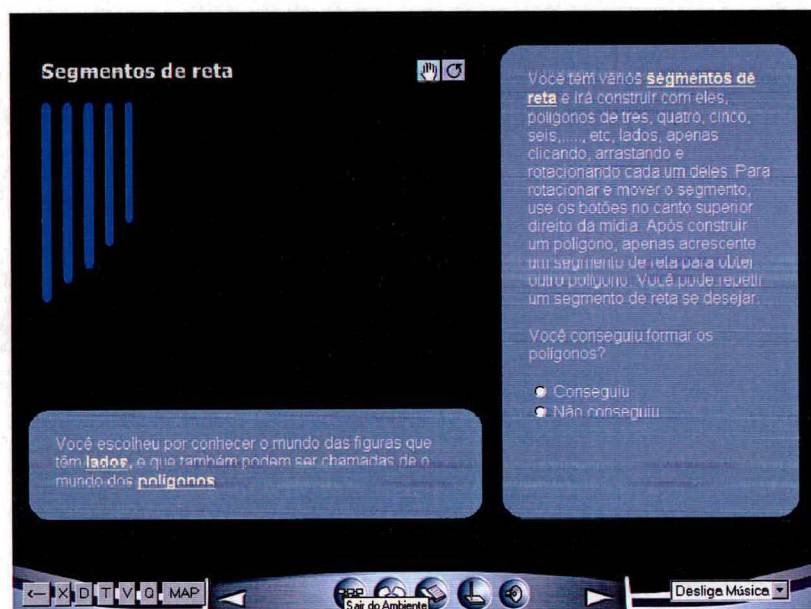 Segmentos de reta
Você tem vários segmentos de
reta e irá construir com eles,
polígonos de tres, quatro, cinco,
seis,...., etc, lados, apenas
clicando, arrastando e
rotacionando cada um deles. Para
rotacionar e mover o segmento,
use os botões no canto superior
direito da mídia. Após construir
um polígono, apenas acrescente
um segmento de reta para obter
outro polígono. Você pode repetir
um segmento de reta se desejar.
Você conseguiu formar os
polígonos?
Conseguiu
Não conseguiu
Você escolheu por conhecer o mundo das figuras que
têm lados, e que também podem ser chamadas de o
mundo dos polígonos
<— X D T V Q MAP
Sair do Ambiente
Desliga Música